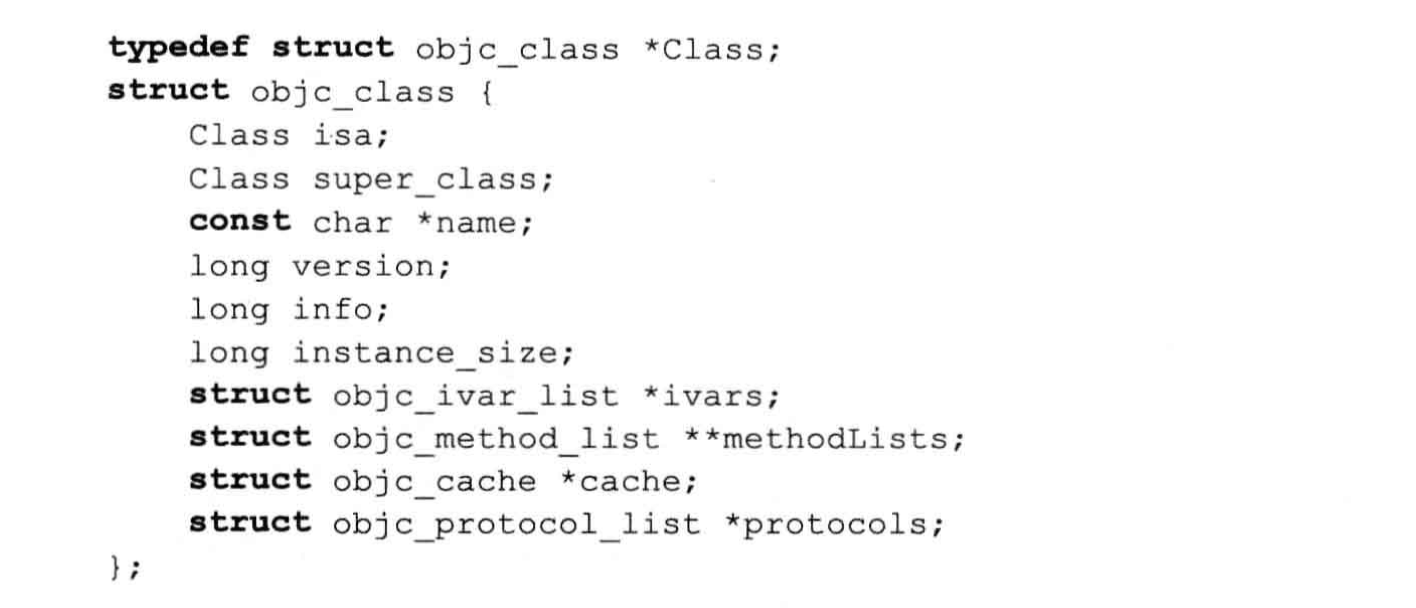 typedef struct objc_class *Class;
struct objc_class {
    Class isa;
    Class super_class;
    const char *name;
    long version;
    long info;
    long instance_size;
    struct objc_ivar_list *ivars;
    struct objc_method_list **methodLists;
    struct objc_cache *cache;
    struct objc_protocol_list *protocols;
};